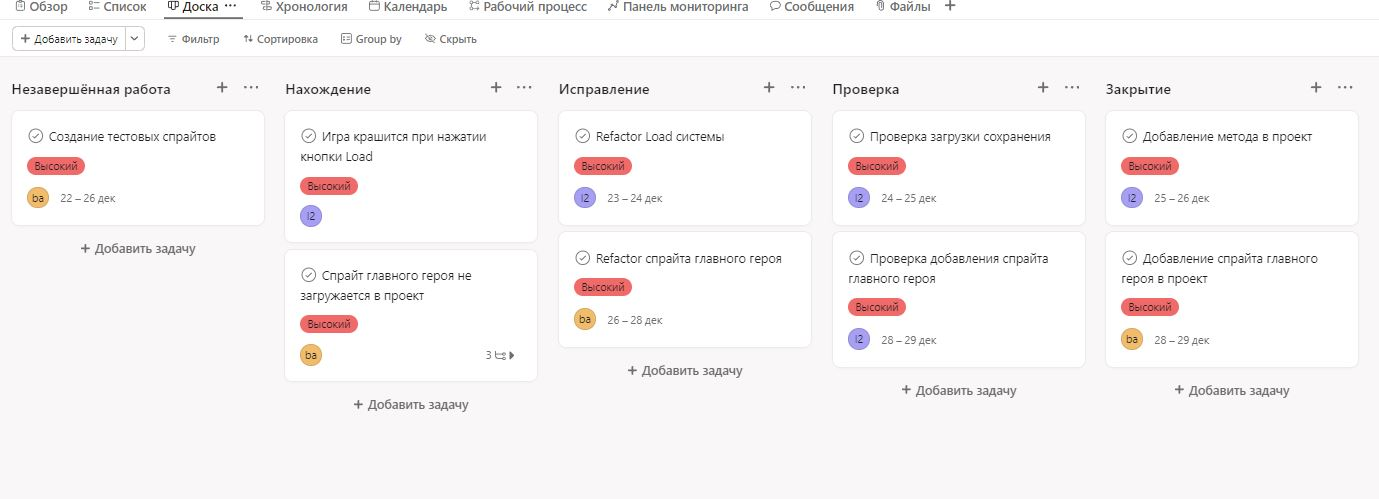 Обзор Список Доска ··· Хронология Календарь Рабочий процесс Панель мониторинга Сообщения Файлы +
+ Добавить задачу Фильтр Сортировка Group by Скрыть
Незавершённая работа + ···
Создание тестовых спрайтов
Высокий
ba 22 – 26 дек
+ Добавить задачу
Нахождение + ···
Игра крашится при нажатии
кнопки Load
Высокий
l2
Спрайт главного героя не
загружается в проект
Высокий
ba 3
+ Добавить задачу
Исправление + ···
Refactor Load системы
Высокий
l2 23 – 24 дек
Refactor спрайта главного героя
Высокий
ba 26 – 28 дек
+ Добавить задачу
Проверка + ···
Проверка загрузки сохранения
Высокий
l2 24 – 25 дек
Проверка добавления спрайта
главного героя
Высокий
l2 28 – 29 дек
+ Добавить задачу
Закрытие + ···
Добавление метода в проект
Высокий
l2 25 – 26 дек
Добавление спрайта главного
героя в проект
Высокий
ba 28 – 29 дек
+ Добавить задачу